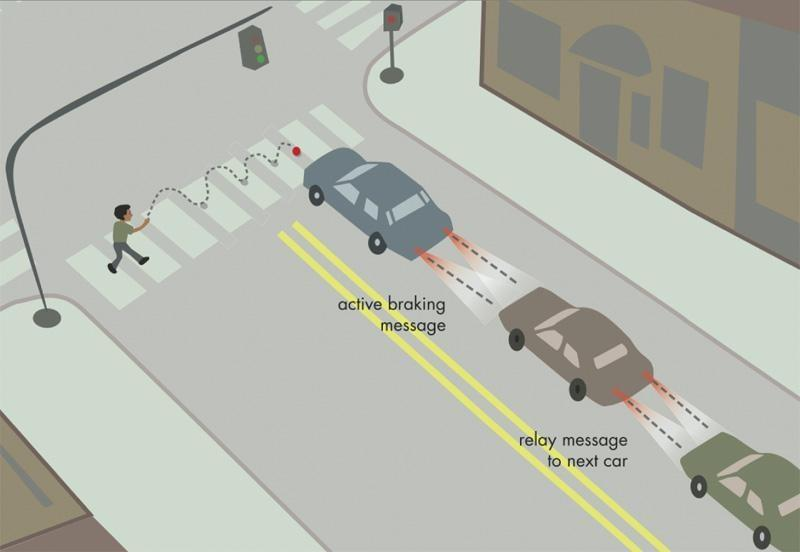 active braking
message
relay message
to next car